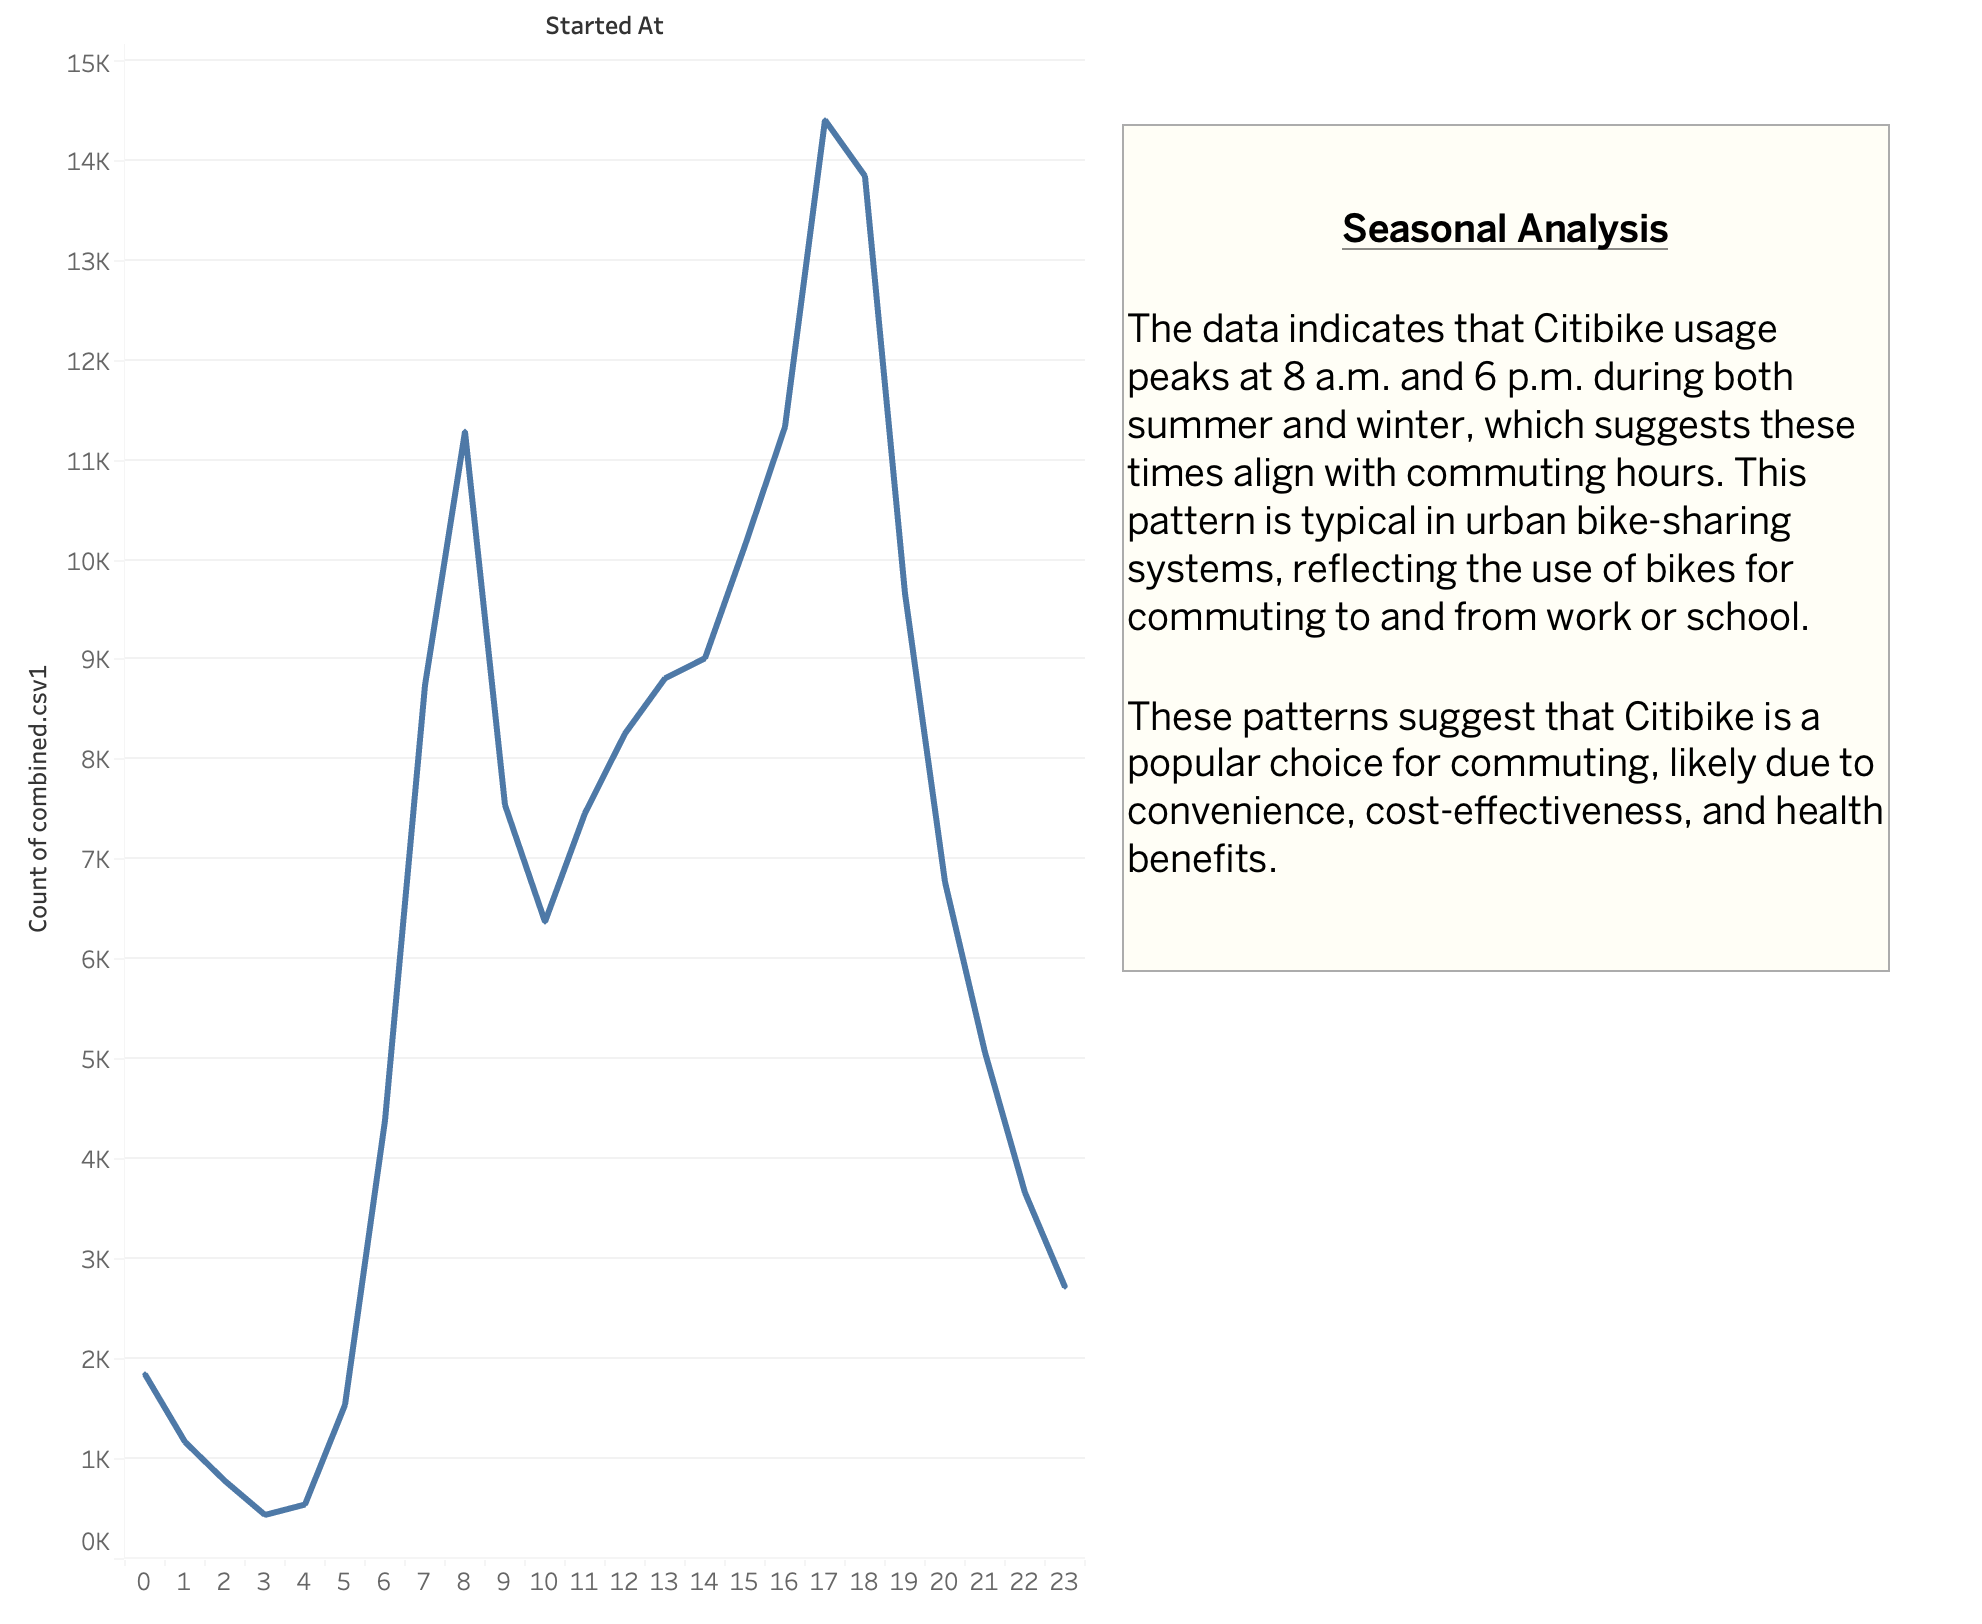 Started At
15K
14K
13K
12K
11K
10K
9K
8K
7K
6K
5K
4K
3K
2K
1K
0K
Count of combined.csv1
0 1 2 3 4 5 6 7 8 9 10 11 12 13 14 15 16 17 18 19 20 21 22 23
Seasonal Analysis
The data indicates that Citibike usage
peaks at 8 a.m. and 6 p.m. during both
summer and winter, which suggests these
times align with commuting hours. This
pattern is typical in urban bike-sharing
systems, reflecting the use of bikes for
commuting to and from work or school.
These patterns suggest that Citibike is a
popular choice for commuting, likely due to
convenience, cost-effectiveness, and health
benefits.